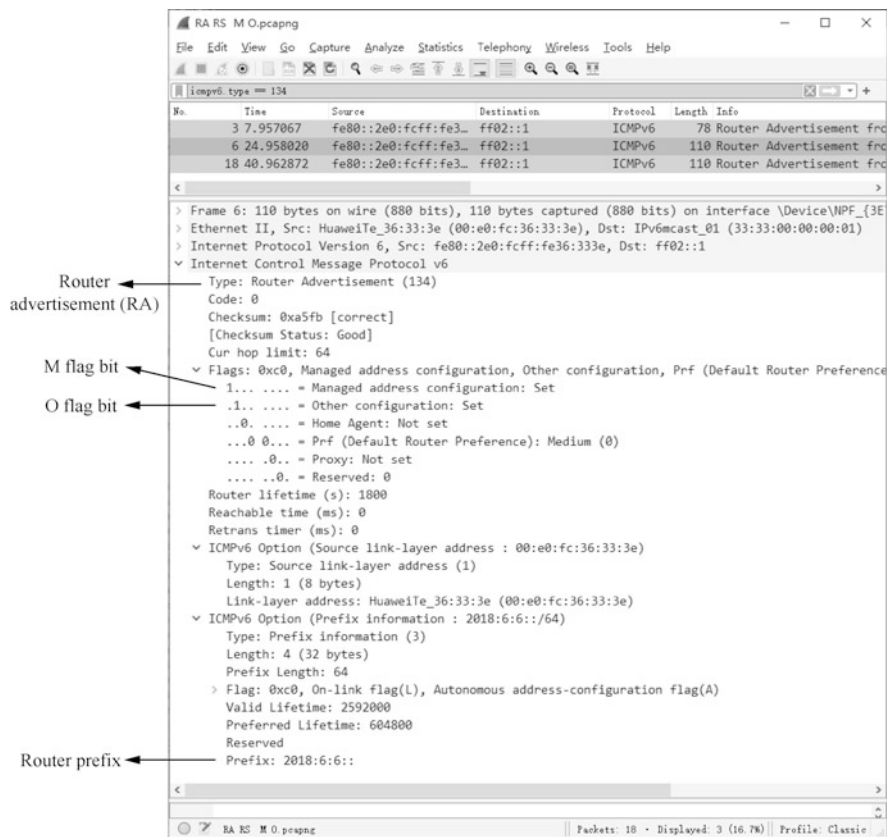 RA RS M O.pcapng
File Edit View Go Capture Analyze Statistics Telephony Wireless Tools Help
icmpv6.type == 134
No. Time Source Destination Protocol Length Info
3 7.957067 fe80::2e0:fcff:fe3… ff02::1 ICMPv6 78 Router Advertisement frc
6 24.958020 fe80::2e0:fcff:fe3… ff02::1 ICMPv6 110 Router Advertisement frc
18 40.962872 fe80::2e0:fcff:fe3… ff02::1 ICMPv6 110 Router Advertisement frc
Frame 6: 110 bytes on wire (880 bits), 110 bytes captured (880 bits) on interface \Device\NPF_{3E
Ethernet II, Src: HuaweiTe_36:33:3e (00:e0:fc:36:33:3e), Dst: IPv6mcast_01 (33:33:00:00:00:01)
Internet Protocol Version 6, Src: fe80::2e0:fcff:fe36:333e, Dst: ff02::1
Internet Control Message Protocol v6
Router advertisement (RA)
Type: Router Advertisement (134)
Code: 0
Checksum: 0xa5fb [correct]
[Checksum Status: Good]
Cur hop limit: 64
Flags: 0xc0, Managed address configuration, Other configuration, Prf (Default Router Preference
M flag bit
1... .... = Managed address configuration: Set
O flag bit
.1.. .... = Other configuration: Set
..0. .... = Home Agent: Not set
...0 0... = Prf (Default Router Preference): Medium (0)
.... .0.. = Proxy: Not set
.... ..0. = Reserved: 0
Router lifetime (s): 1800
Reachable time (ms): 0
Retrans timer (ms): 0
ICMPv6 Option (Source link-layer address : 00:e0:fc:36:33:3e)
Type: Source link-layer address (1)
Length: 1 (8 bytes)
Link-layer address: HuaweiTe_36:33:3e (00:e0:fc:36:33:3e)
ICMPv6 Option (Prefix information : 2018:6:6::/64)
Type: Prefix information (3)
Length: 4 (32 bytes)
Prefix Length: 64
Flag: 0xc0, On-link flag(L), Autonomous address-configuration flag(A)
Valid Lifetime: 2592000
Preferred Lifetime: 604800
Reserved
Router prefix
Prefix: 2018:6:6::
RA RS M O.pcapng
Packets: 18 · Displayed: 3 (16.7%)
Profile: Classic